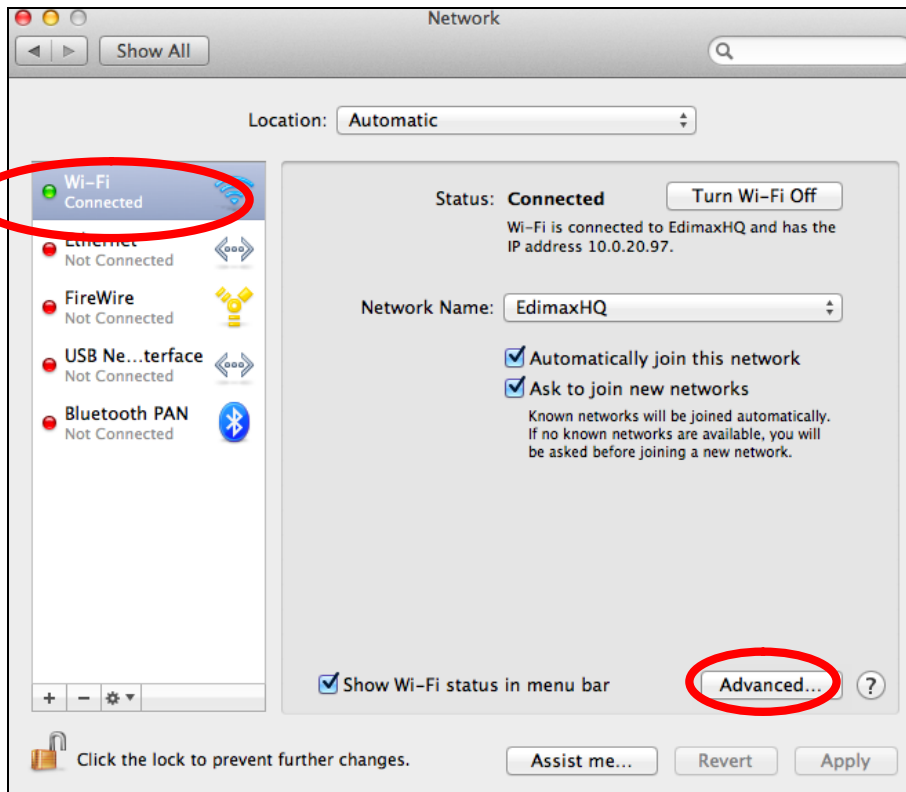 Network
Show All
Location: Automatic
Wi-Fi
Connected
Ethernet
Not Connected
FireWire
Not Connected
USB Ne...terface
Not Connected
Bluetooth PAN
Not Connected
Status: Connected
Turn Wi-Fi Off
Wi-Fi is connected to EdimaxHQ and has the
IP address 10.0.20.97.
Network Name: EdimaxHQ
Automatically join this network
Ask to join new networks
Known networks will be joined automatically.
If no known networks are available, you will
be asked before joining a new network.
Show Wi-Fi status in menu bar
Advanced...
?
Click the lock to prevent further changes.
Assist me...
Revert
Apply